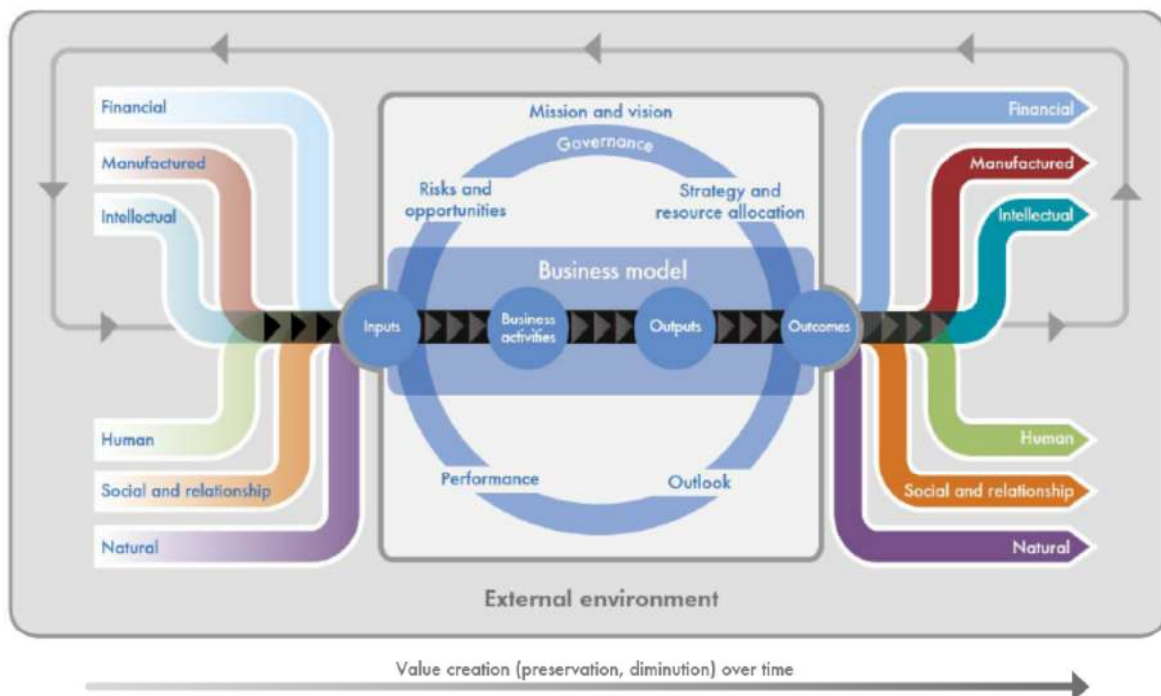 Financial
Manufactured
Intellectual
Human
Social and relationship
Natural
Mission and vision
Governance
Risks and
opportunities
Strategy and
resource allocation
Business model
Inputs
Business
activities
Outputs
Outcomes
Performance
Outlook
Financial
Manufactured
Intellectual
Human
Social and relationship
Natural
External environment
Value creation (preservation, diminution) over time